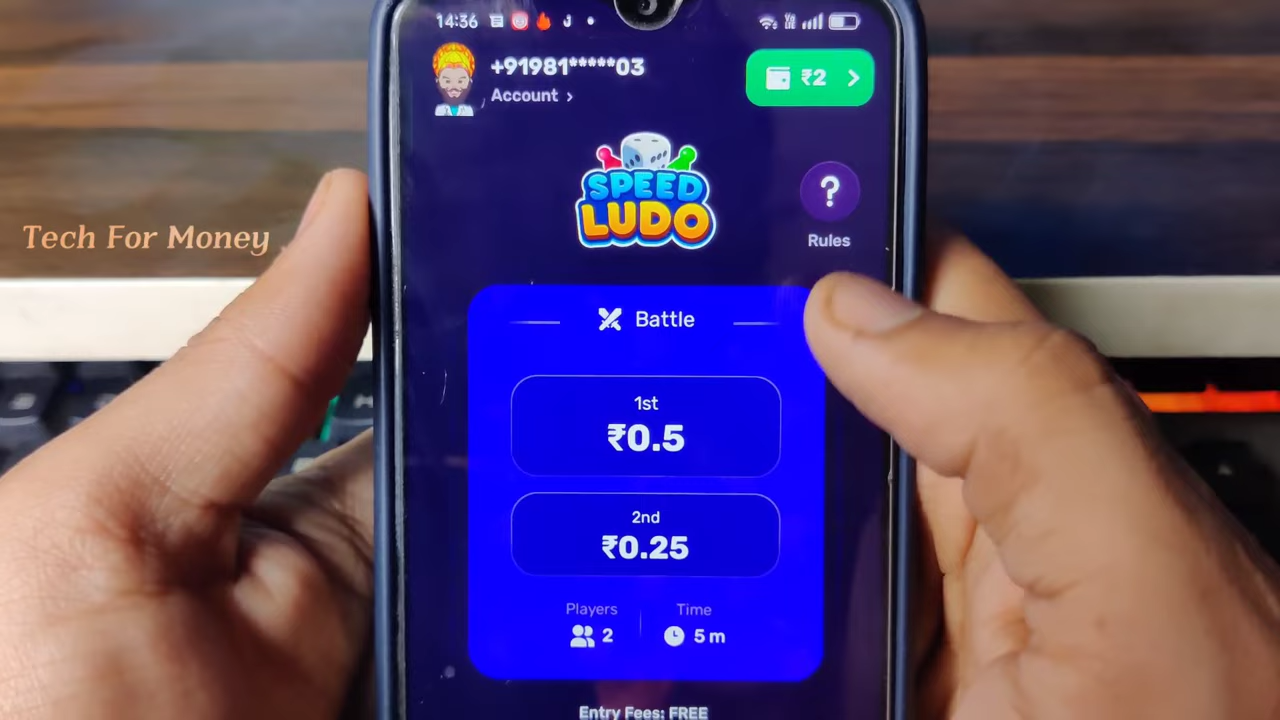 14:36
+91981*****03
₹2
Account
SPEED
LUDO
?
Rules
Tech For Money
Battle
1st
₹0.5
2nd
₹0.25
Players
Time
2
5 m
Entry Fees: FREE